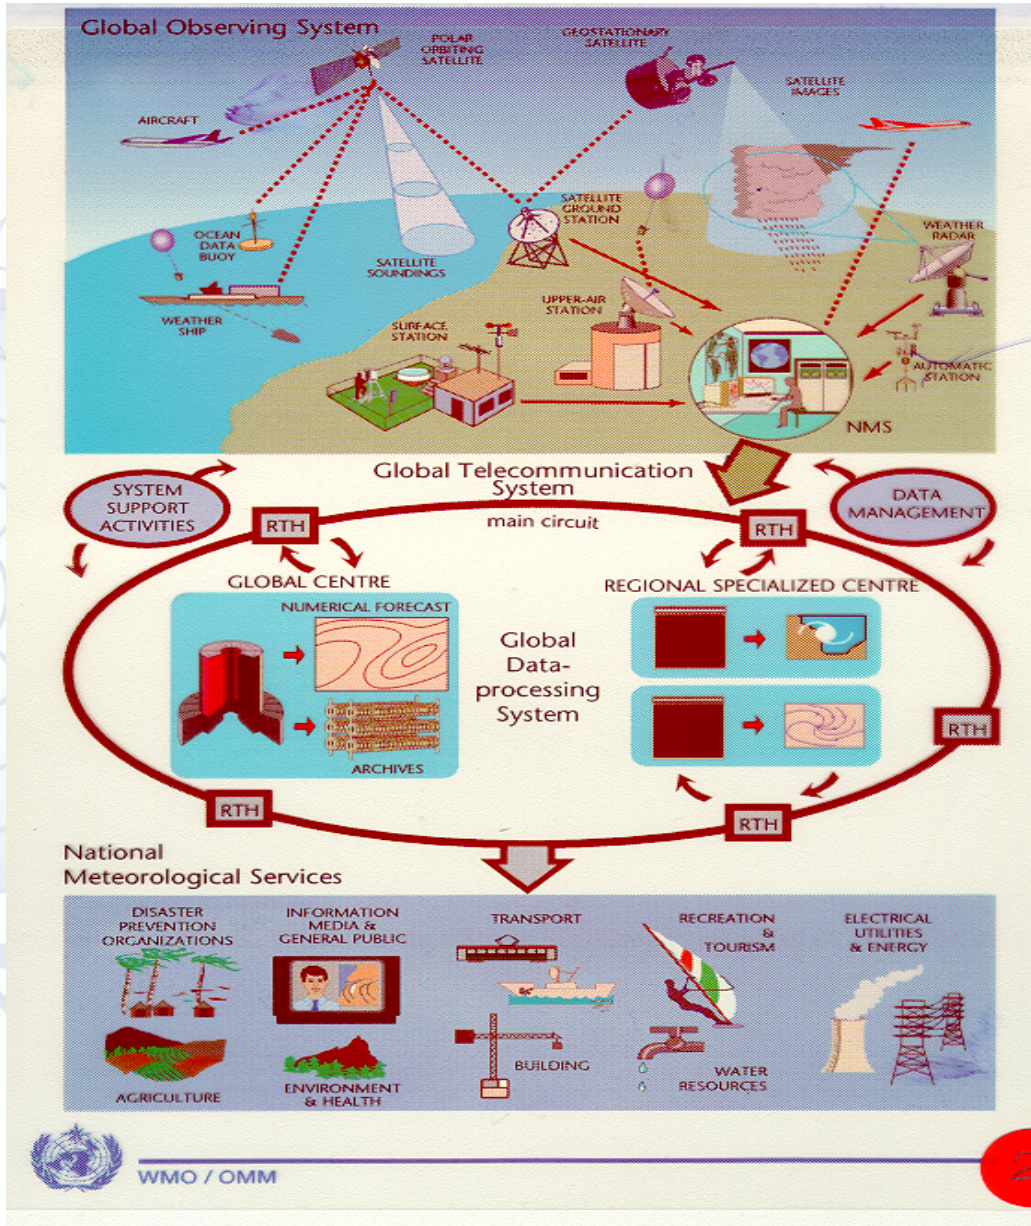 Global Observing System
POLAR
ORBITING
SATELLITE
GEOSTATIONARY
SATELLITE
SATELLITE
IMAGES
AIRCRAFT
OCEAN
DATA
BUOY
SATELLITE
SOUNDINGS
SATELLITE
GROUND
STATION
WEATHER
RADAR
WEATHER
SHIP
SURFACE
STATION
UPPER-AIR
STATION
AUTOMATIC
STATION
NMS
Global Telecommunication
System
main circuit
SYSTEM
SUPPORT
ACTIVITIES
DATA
MANAGEMENT
RTH
RTH
GLOBAL CENTRE
NUMERICAL FORECAST
ARCHIVES
Global
Data-
processing
System
REGIONAL SPECIALIZED CENTRE
RTH
RTH
RTH
National
Meteorological Services
DISASTER
PREVENTION
ORGANIZATIONS
INFORMATION
MEDIA &
GENERAL PUBLIC
TRANSPORT
RECREATION
&
TOURISM
ELECTRICAL
UTILITIES
& ENERGY
AGRICULTURE
ENVIRONMENT
& HEALTH
BUILDING
WATER
RESOURCES
WMO / OMM